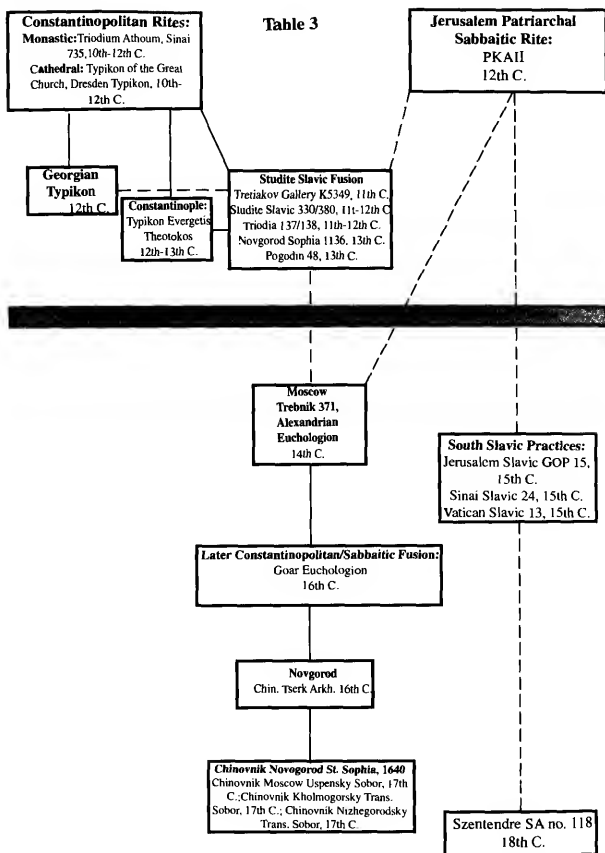 Table 3
Constantinopolitan Rites:
Monastic:Triodium Athoum, Sinai
735,10th-12th C.
Cathedral: Typikon of the Great
Church, Dresden Typikon, 10th-
12th C.
Jerusalem Patriarchal
Sabbaitic Rite:
PKAII
12th C.
Georgian
Typikon
12th C.
Constantinople:
Typikon Evergetis
Theotokos
12th-13th C.
Studite Slavic Fusion
Tretiakov Gallery K5349, 11th C.
Studite Slavic 330/380, 11t-12th C
Triodia 137/138, 11th-12th C.
Novgorod Sophia 1136, 13th C.
Pogodin 48, 13th C.
Moscow
Trebnik 371,
Alexandrian
Euchologion
14th C.
South Slavic Practices:
Jerusalem Slavic GOP 15,
15th C.
Sinai Slavic 24, 15th C.
Vatican Slavic 13, 15th C.
Later Constantinopolitan/Sabbaitic Fusion:
Goar Euchologion
16th C.
Novgorod
Chin. Tserk Arkh. 16th C.
Chinovnik Novogorod St. Sophia, 1640
Chinovnik Moscow Uspensky Sobor, 17th
C.;Chinovnik Kholmogorsky Trans.
Sobor, 17th C.; Chinovnik Nizhegorodsky
Trans. Sobor, 17th C.
Szentendre SA no. 118
18th C.